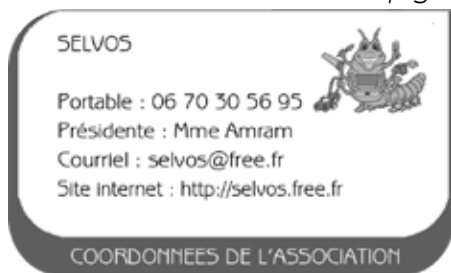 SELVOS
Portable : 06 70 30 56 95
Présidente : Mme Amram
Courriel : selvos@free.fr
Site internet : http://selvos.free.fr
COORDONNEES DE L'ASSOCIATION